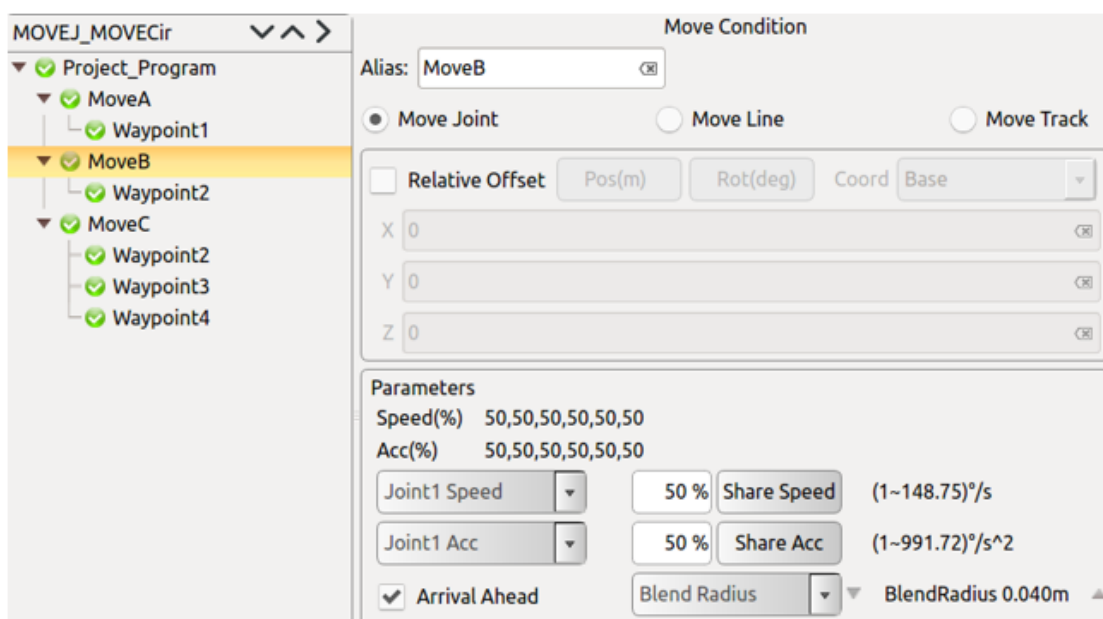 MOVEJ_MOVECir
Project_Program
MoveA
Waypoint1
MoveB
Waypoint2
MoveC
Waypoint2
Waypoint3
Waypoint4
Move Condition
Alias: MoveB
Move Joint Move Line Move Track
Relative Offset Pos(m) Rot(deg) Coord Base
X 0
Y 0
Z 0
Parameters
Speed(%) 50,50,50,50,50,50
Acc(%) 50,50,50,50,50,50
Joint1 Speed 50 % Share Speed (1~148.75)°/s
Joint1 Acc 50 % Share Acc (1~991.72)°/s^2
Arrival Ahead Blend Radius BlendRadius 0.040m